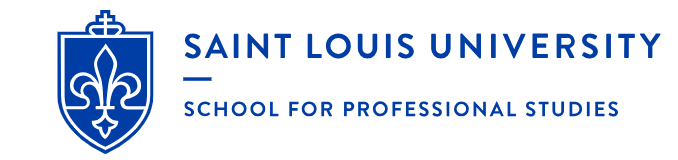 SAINT LOUIS UNIVERSITY
SCHOOL FOR PROFESSIONAL STUDIES